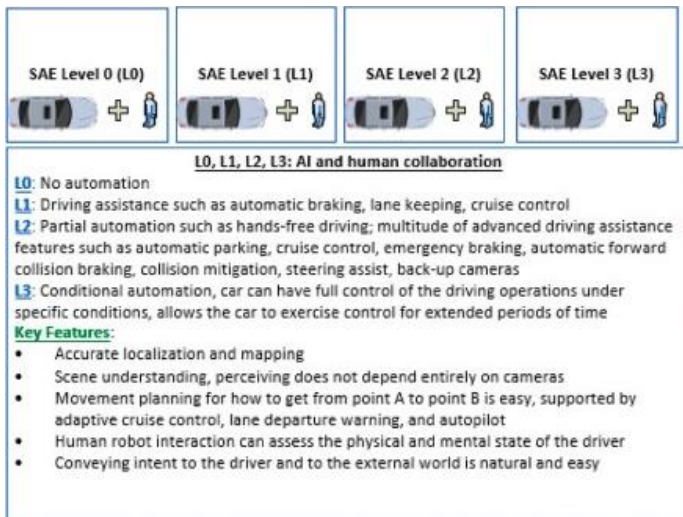 SAE Level 0 (L0)
SAE Level 1 (L1)
SAE Level 2 (L2)
SAE Level 3 (L3)
L0, L1, L2, L3: AI and human collaboration
L0: No automation
L1: Driving assistance such as automatic braking, lane keeping, cruise control
L2: Partial automation such as hands-free driving; multitude of advanced driving assistance
features such as automatic parking, cruise control, emergency braking, automatic forward
collision braking, collision mitigation, steering assist, back-up cameras
L3: Conditional automation, car can have full control of the driving operations under
specific conditions, allows the car to exercise control for extended periods of time
Key Features:
• Accurate localization and mapping
• Scene understanding, perceiving does not depend entirely on cameras
• Movement planning for how to get from point A to point B is easy, supported by
adaptive cruise control, lane departure warning, and autopilot
• Human robot interaction can assess the physical and mental state of the driver
• Conveying intent to the driver and to the external world is natural and easy